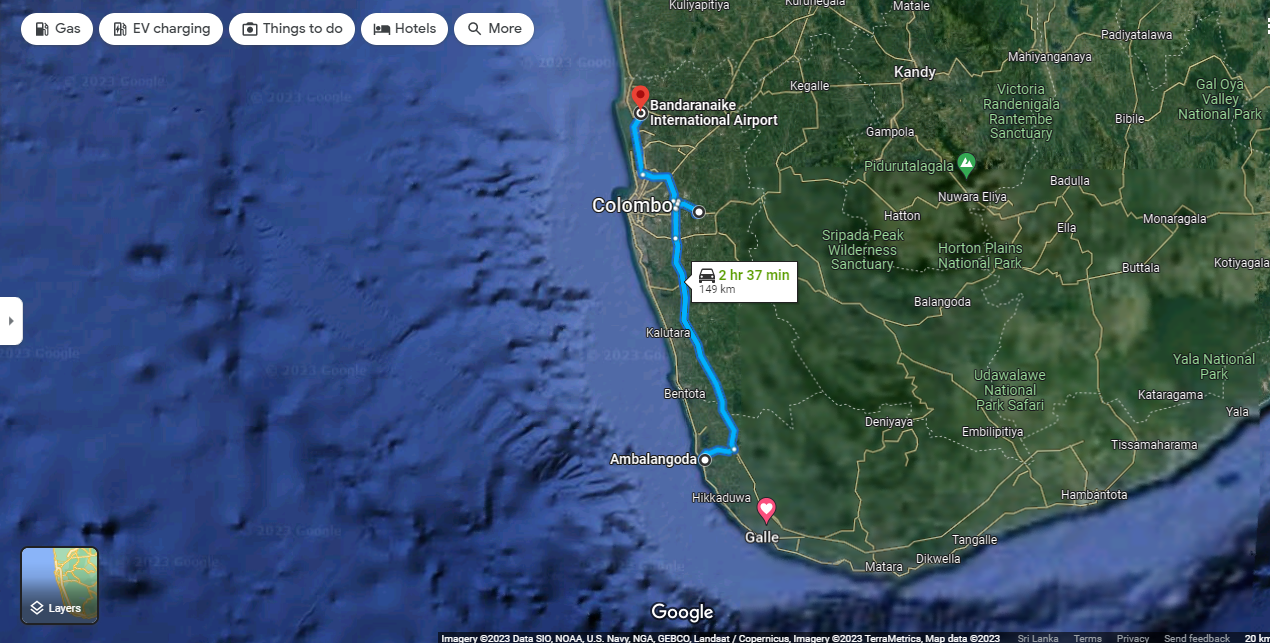 Gas
EV charging
Things to do
Hotels
More
Kuliyapitiya
Kurunegala
Matale
Padiyatalawa
Mahiyanganaya
Kandy
Kegalle
Victoria
Randenigala
Rantembe
Sanctuary
Gal Oya
Valley
National Park
Bandaranaike
International Airport
Bibile
Gampola
Pidurutalagala
Badulla
Nuwara Eliya
Colombo
Hatton
Monaragala
Ella
Sripada Peak
Wilderness
Sanctuary
Horton Plains
National Park
Buttala
Kotiyagala
2 hr 37 min
149 km
Balangoda
Kalutara
Yala National
Park
Udawalawe
National
Park Safari
Bentota
Kataragama
Yala
Deniyaya
Embilipitiya
Tissamaharama
Ambalangoda
Hikkaduwa
Hambantota
Galle
Tangalle
Dikwella
Matara
Layers
Google
Imagery ©2023 Data SIO, NOAA, U.S. Navy, NGA, GEBCO, Landsat / Copernicus, Imagery ©2023 TerraMetrics, Map data ©2023
Sri Lanka
Terms
Privacy
Send feedback
20 km